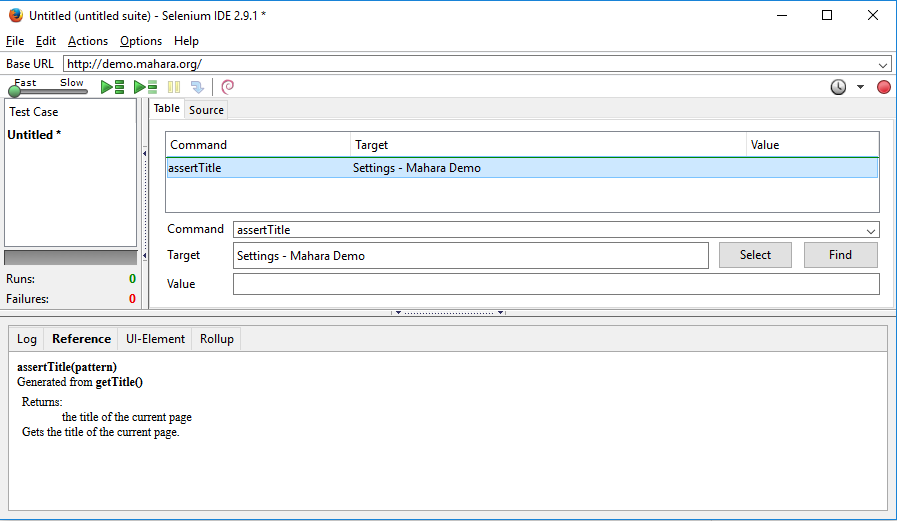 Untitled (untitled suite) - Selenium IDE 2.9.1 *
File Edit Actions Options Help
Base URL http://demo.mahara.org/
Fast Slow
Test Case
Untitled *
Runs: 0
Failures: 0
Table Source
Command Target Value
assertTitle Settings - Mahara Demo
Command assertTitle
Target Settings - Mahara Demo Select Find
Value
Log Reference UI-Element Rollup
assertTitle(pattern)
Generated from getTitle()
Returns:
the title of the current page
Gets the title of the current page.